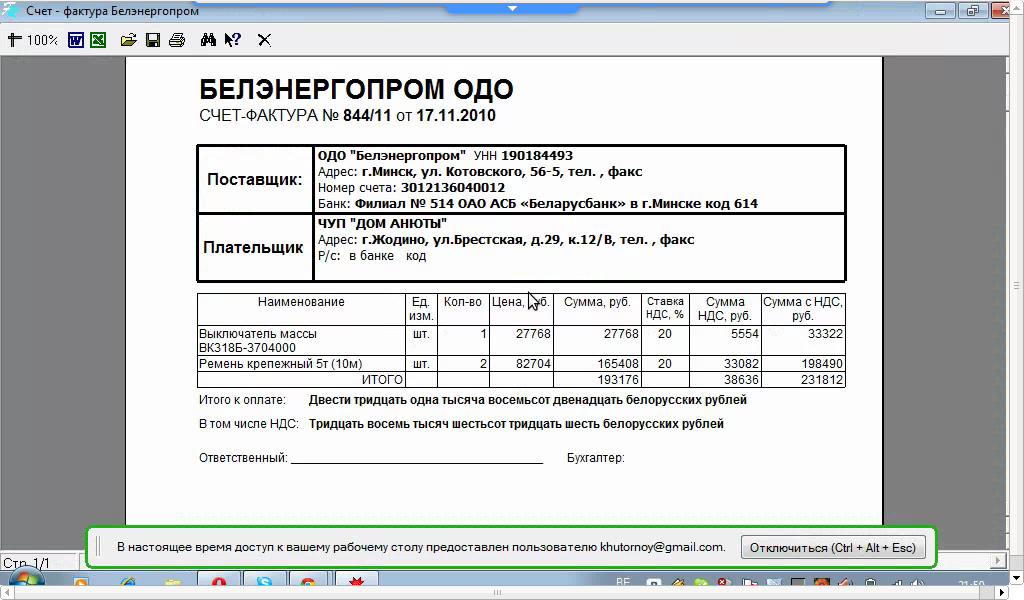 Счет - фактура Белэнергопром
100%
БЕЛЭНЕРГОПРОМ ОДО
СЧЕТ-ФАКТУРА № 844/11 от 17.11.2010
Поставщик:
ОДО "Белэнергопром" УНН 190184493
Адрес: г.Минск, ул. Котовского, 56-5, тел. , факс
Номер счета: 3012136040012
Банк: Филиал № 514 ОАО АСБ «Беларусбанк» в г.Минске код 614
Плательщик
ЧУП "ДОМ АНЮТЫ"
Адрес: г.Жодино, ул.Брестская, д.29, к.12/В, тел. , факс
Р/с: в банке код
Наименование Ед. изм. Кол-во Цена, руб. Сумма, руб. Ставка НДС, % Сумма НДС, руб. Сумма с НДС, руб.
Выключатель массы ВК318Б-3704000 шт. 1 27768 27768 20 5554 33322
Ремень крепежный 5т (10м) шт. 2 82704 165408 20 33082 198490
ИТОГО 193176 38636 231812
Итого к оплате: Двести тридцать одна тысяча восемьсот двенадцать белорусских рублей
В том числе НДС: Тридцать восемь тысяч шестьсот тридцать шесть белорусских рублей
Ответственный: Бухгалтер:
В настоящее время доступ к вашему рабочему столу предоставлен пользователю khutornoy@gmail.com.
Отключиться (Ctrl + Alt + Esc)
Стр 1/1
BE